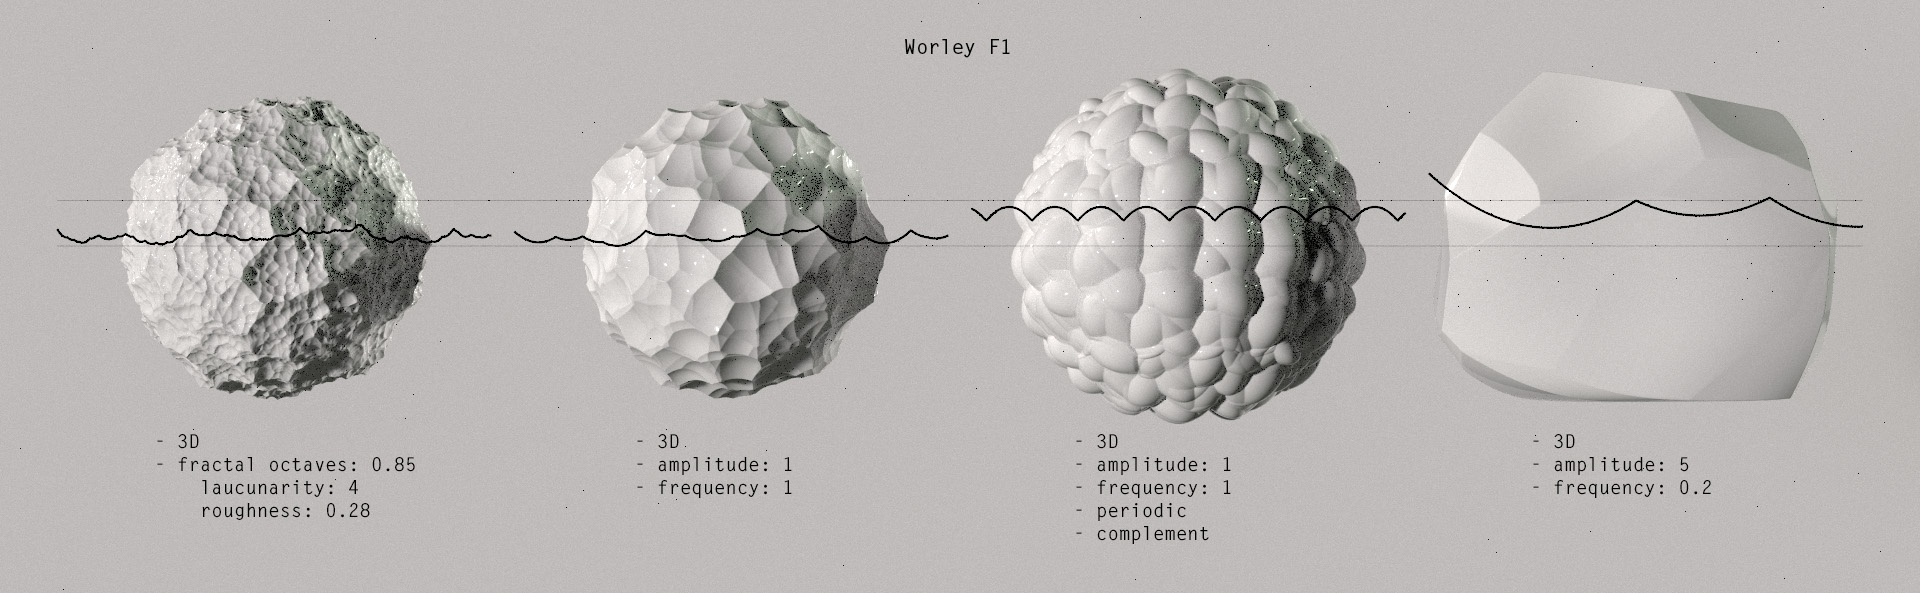 Worley F1
- 3D
- fractal octaves: 0.85
laucunarity: 4
roughness: 0.28
- 3D
- amplitude: 1
- frequency: 1
- 3D
- amplitude: 1
- frequency: 1
- periodic
- complement
- 3D
- amplitude: 5
- frequency: 0.2